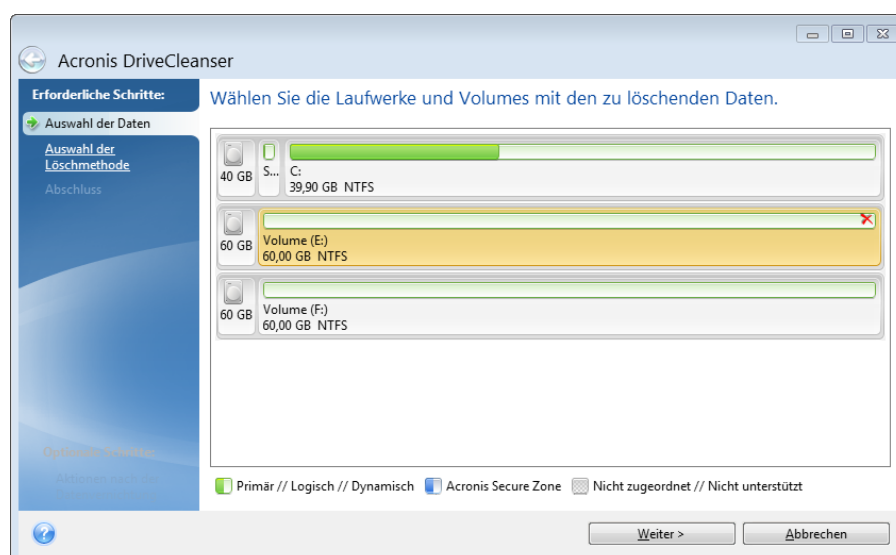 Acronis DriveCleanser
Erforderliche Schritte:
Auswahl der Daten
Auswahl der
Löschmethode
Abschluss
Wählen Sie die Laufwerke und Volumes mit den zu löschenden Daten.
40 GB
S...
C:
39,90 GB NTFS
60 GB
Volume (E:)
60,00 GB NTFS
60 GB
Volume (F:)
60,00 GB NTFS
Primär // Logisch // Dynamisch Acronis Secure Zone Nicht zugeordnet // Nicht unterstützt
? Weiter > Abbrechen